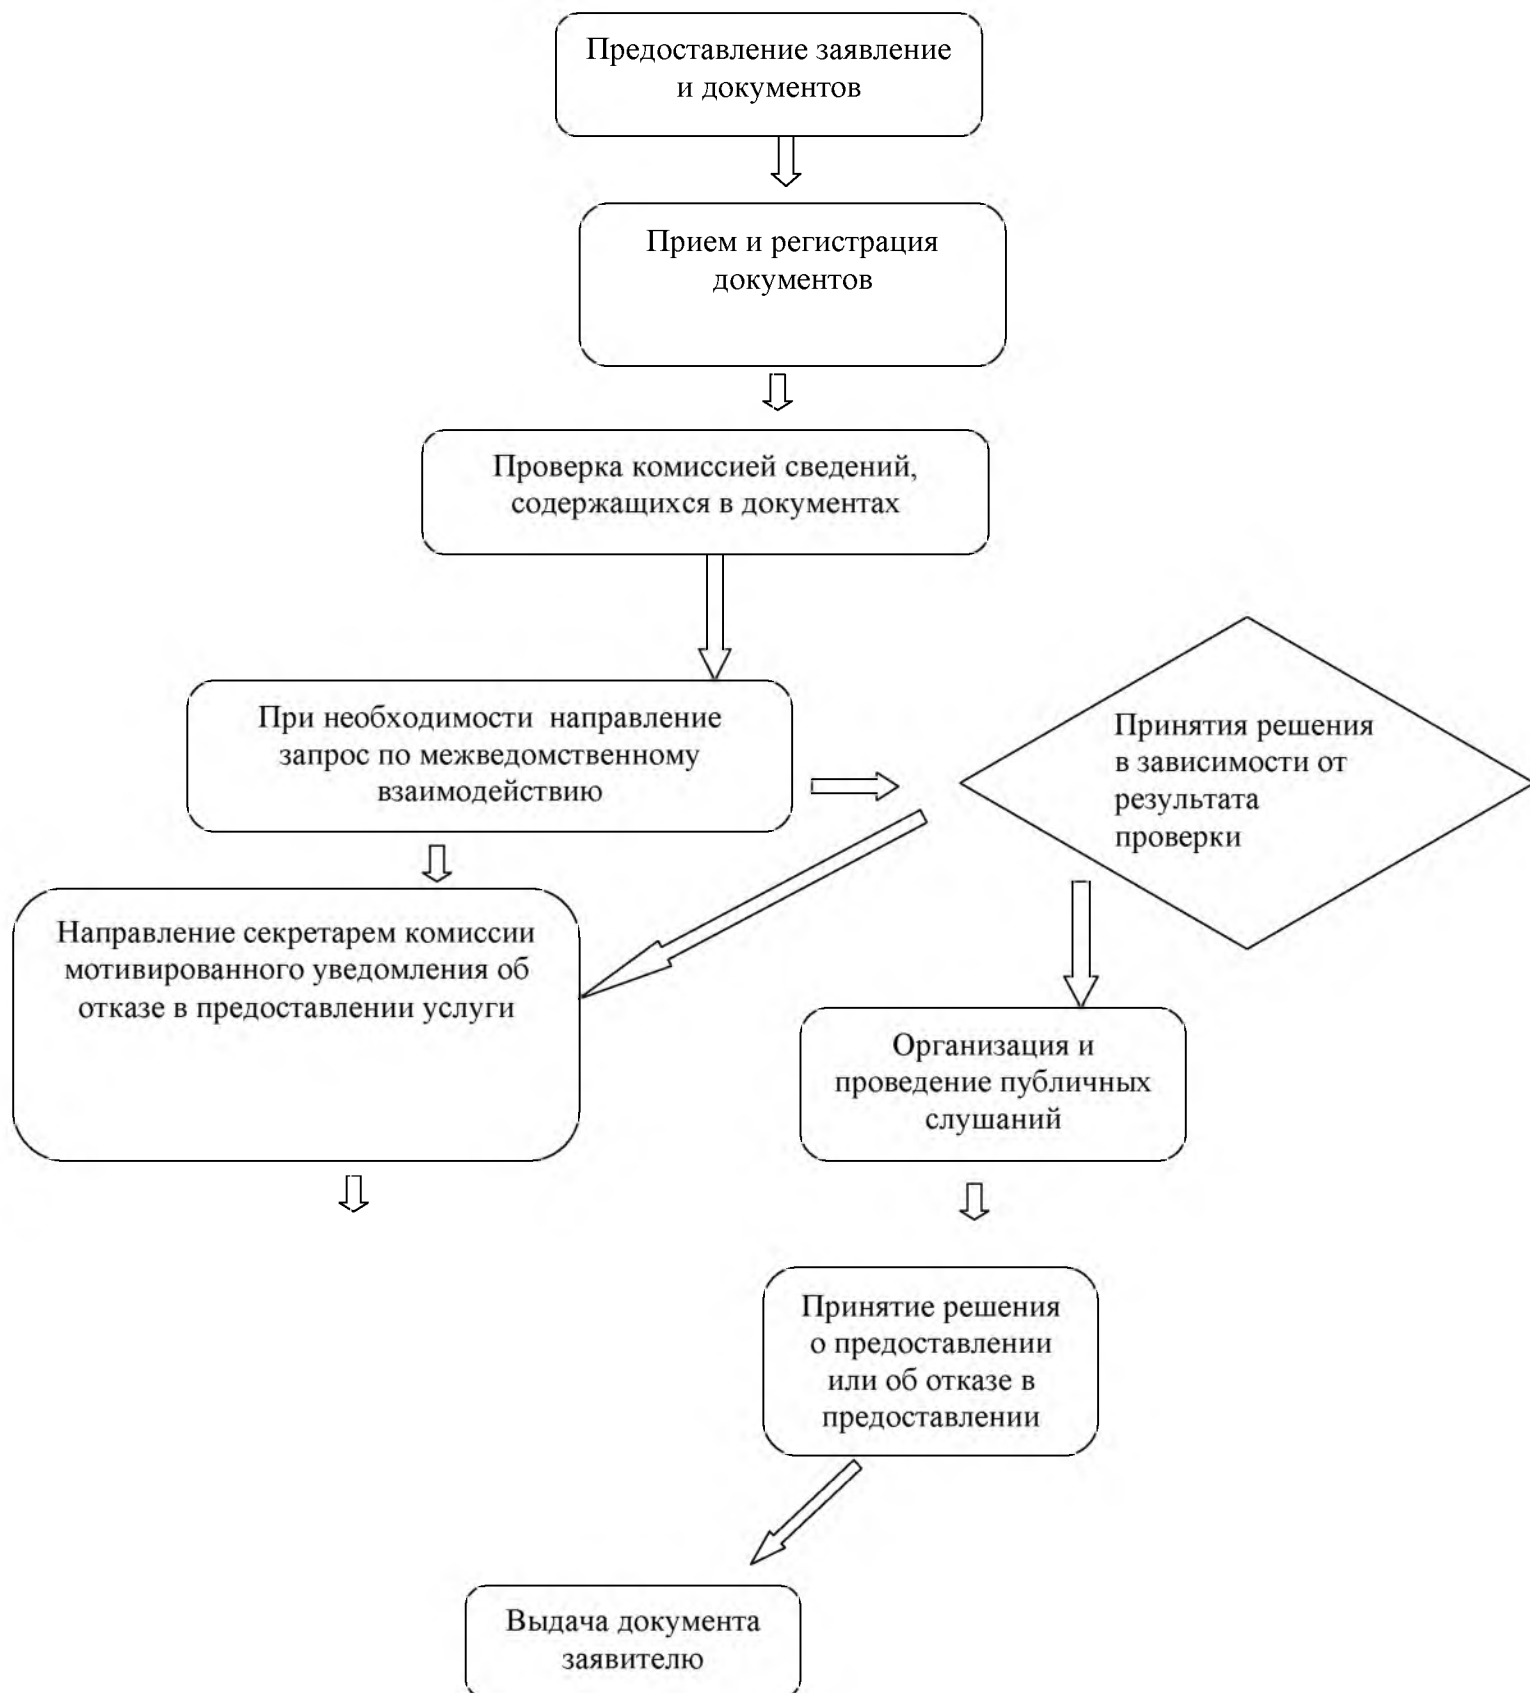 Предоставление заявление
и документов
Прием и регистрация
документов
Проверка комиссией сведений,
содержащихся в документах
При необходимости  направление
запрос по межведомственному
взаимодействию
Принятия решения
в зависимости от
результата
проверки
Направление секретарем комиссии
мотивированного уведомления об
отказе в предоставлении услуги
Организация и
проведение публичных
слушаний
Принятие решения
о предоставлении
или об отказе в
предоставлении
Выдача документа
заявителю